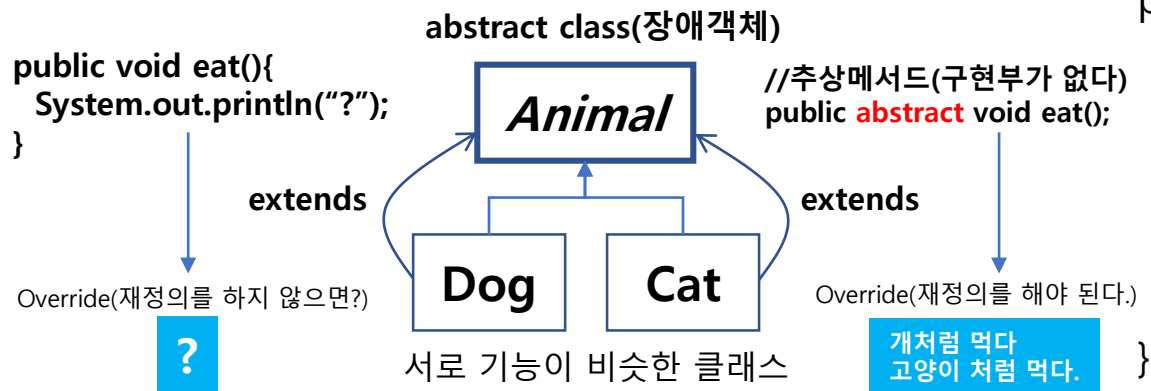 abstract class(장애객체)
public void eat(){
System.out.println(“?”);
}
Animal
//추상메서드(구현부가 없다)
public abstract void eat();
extends
extends
Dog
Cat
Override(재정의를 하지 않으면?)
?
서로 기능이 비슷한 클래스
Override(재정의를 해야 된다.)
개처럼 먹다
고양이 처럼 먹다.
}